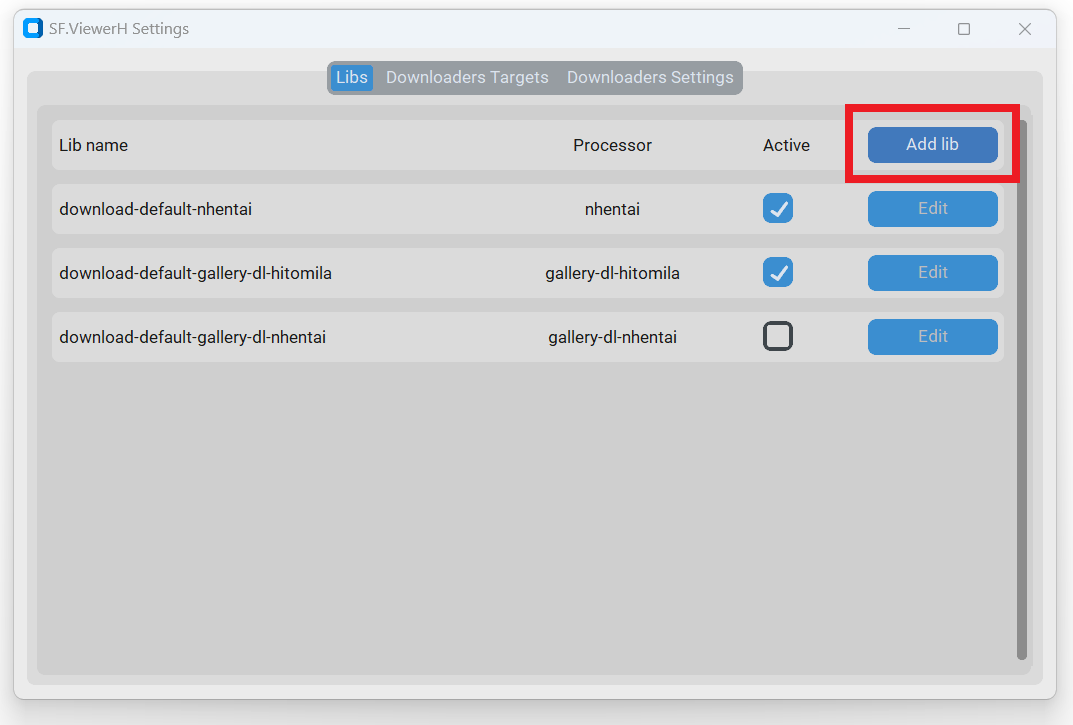 SF.ViewerH Settings
Libs Downloaders Targets Downloaders Settings
Lib name Processor Active Add lib
download-default-nhentai nhentai Edit
download-default-gallery-dl-hitomila gallery-dl-hitomila Edit
download-default-gallery-dl-nhentai gallery-dl-nhentai Edit